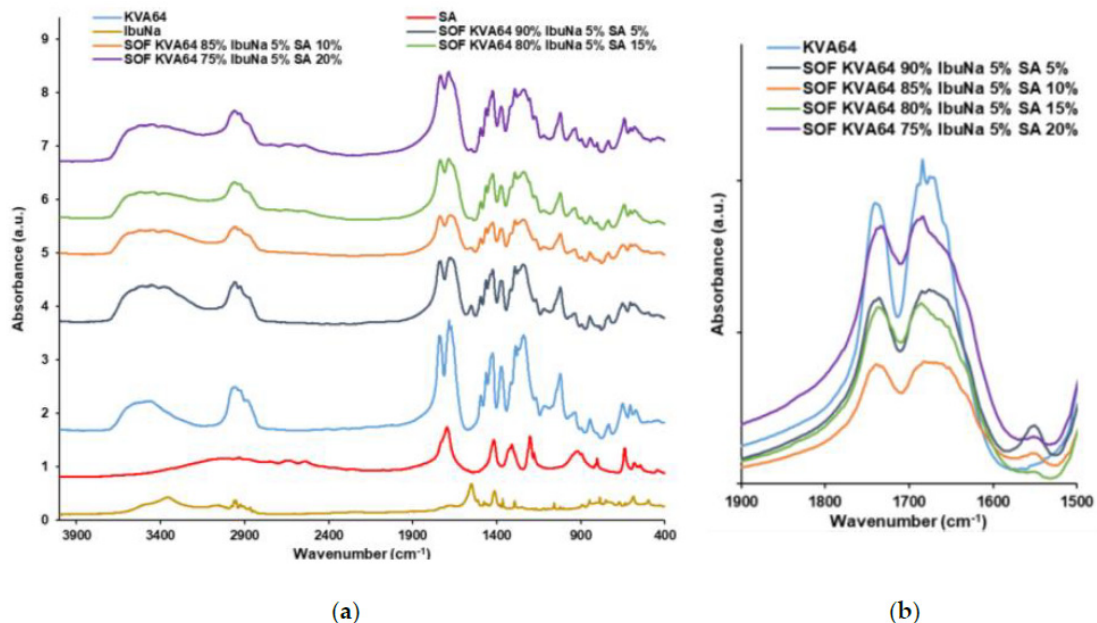 KVA64
SA
IbuNa
SOF KVA64 90% IbuNa 5% SA 5%
SOF KVA64 85% IbuNa 5% SA 10%
SOF KVA64 80% IbuNa 5% SA 15%
SOF KVA64 75% IbuNa 5% SA 20%
9
8
7
6
5
4
3
2
1
0
Absorbance (a.u.)
3900 3400 2900 2400 1900 1400 900 400
Wavenumber (cm-1)
(a)
KVA64
SOF KVA64 90% IbuNa 5% SA 5%
SOF KVA64 85% IbuNa 5% SA 10%
SOF KVA64 80% IbuNa 5% SA 15%
SOF KVA64 75% IbuNa 5% SA 20%
Absorbance (a.u.)
1900 1800 1700 1600 1500
Wavenumber (cm-1)
(b)